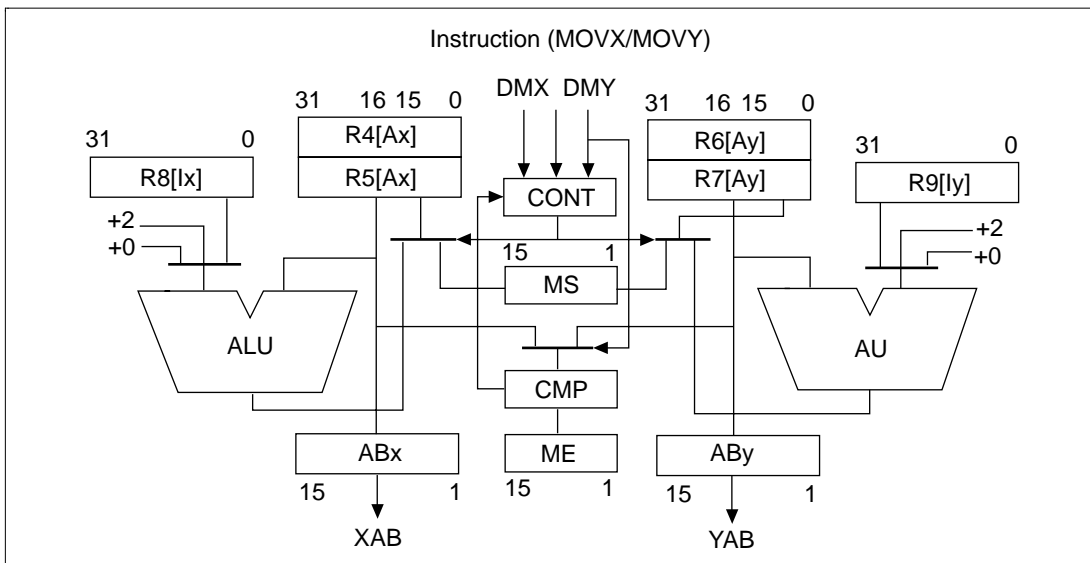 Instruction (MOVX/MOVY)
DMX DMY
31 16 15 0
31 16 15 0
R4[Ax]
R6[Ay]
31 0
31 0
R8[Ix]
R5[Ax]
CONT
R7[Ay]
R9[Iy]
+2
+0
+2
+0
15 1
MS
ALU
AU
CMP
ABx
ME
ABy
15 1
15 1
15 1
XAB
YAB